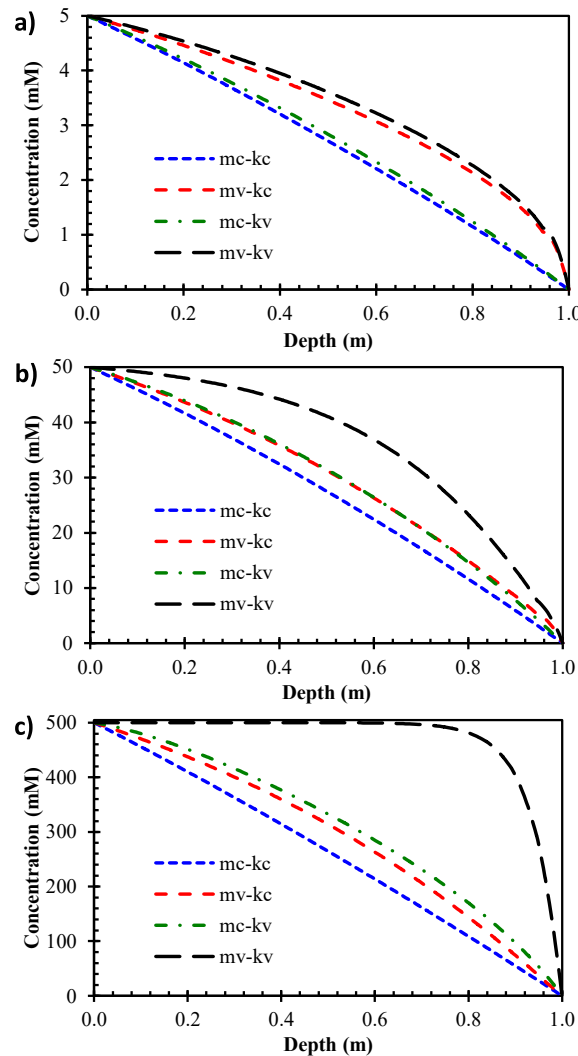 a)
Concentration (mM)
5
4
3
2
1
0
mc-kc
mv-kc
mc-kv
mv-kv
0.0 0.2 0.4 0.6 0.8 1.0
Depth (m)
b)
Concentration (mM)
50
40
30
20
10
0
mc-kc
mv-kc
mc-kv
mv-kv
0.0 0.2 0.4 0.6 0.8 1.0
Depth (m)
c)
Concentration (mM)
500
400
300
200
100
0
mc-kc
mv-kc
mc-kv
mv-kv
0.0 0.2 0.4 0.6 0.8 1.0
Depth (m)